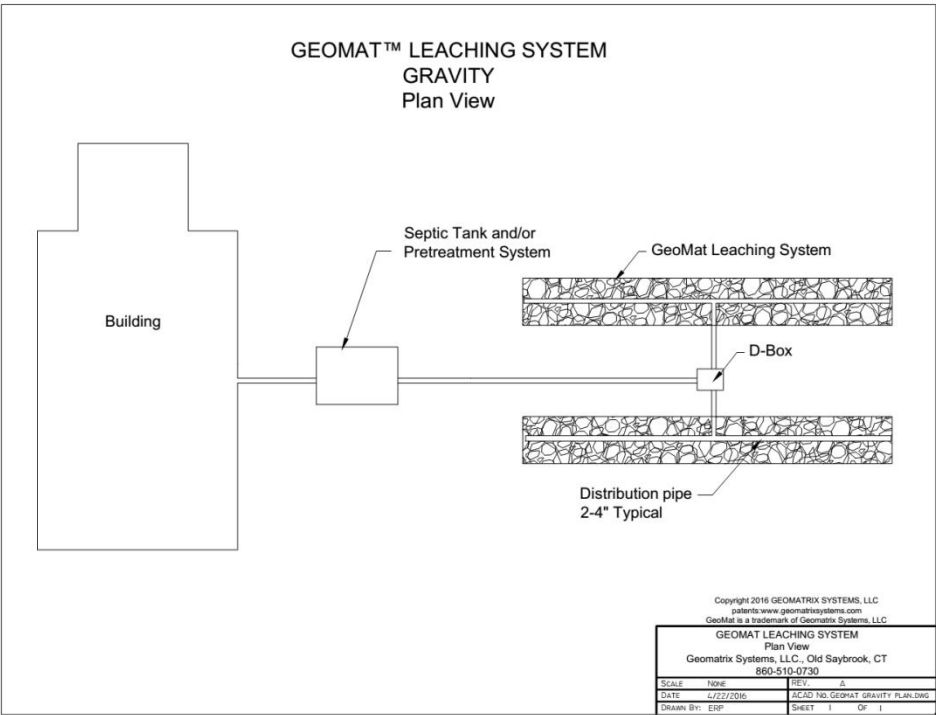 GEOMAT™ LEACHING SYSTEM
GRAVITY
Plan View
Septic Tank and/or
Pretreatment System
GeoMat Leaching System
Building
D-Box
Distribution pipe
2-4" Typical
Copyright 2016 GEOMATRIX SYSTEMS, LLC
patents:www.geomatrixsystems.com
GeoMat is a trademark of Geomatrix Systems, LLC
GEOMAT LEACHING SYSTEM
Plan View
Geomatrix Systems, LLC., Old Saybrook, CT
860-510-0730
SCALE NONE REV. Δ
DATE 4/22/2016 ACAD NO. GEOMAT GRAVITY PLAN.DWG
DRAWN BY: ERP SHEET 1 OF 1